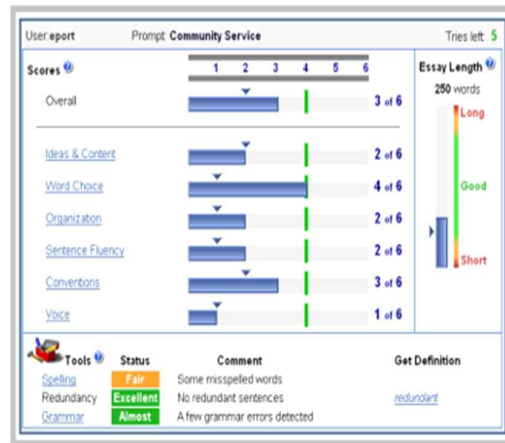 User:eport Prompt: Community Service Tries left: 5
Scores 1 2 3 4 5 6 Essay Length
250 words
Overall 3 of 6 Long
Ideas & Content 2 of 6
Word Choice 4 of 6 Good
Organization 2 of 6
Sentence Fluency 2 of 6 Short
Conventions 3 of 6
Voice 1 of 6
Tools Status Comment Get Definition
Spelling Fair Some misspelled words
Redundancy Excellent No redundant sentences redundant
Grammar Almost A few grammar errors detected